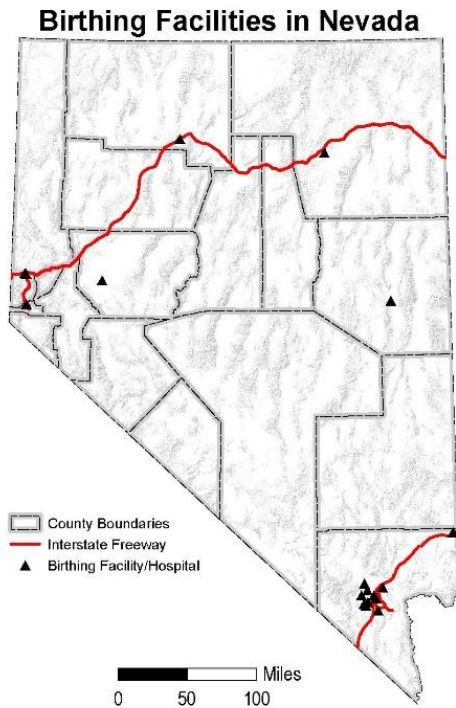 Birthing Facilities in Nevada
County Boundaries
Interstate Freeway
Birthing Facility/Hospital
Miles
0 50 100